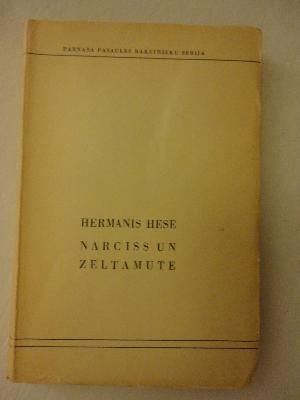 PARNASA PASAULES RAKSTNIEKU SERIJA
HERMANIS HESE
NARCISS UN
ZELTAMUTE